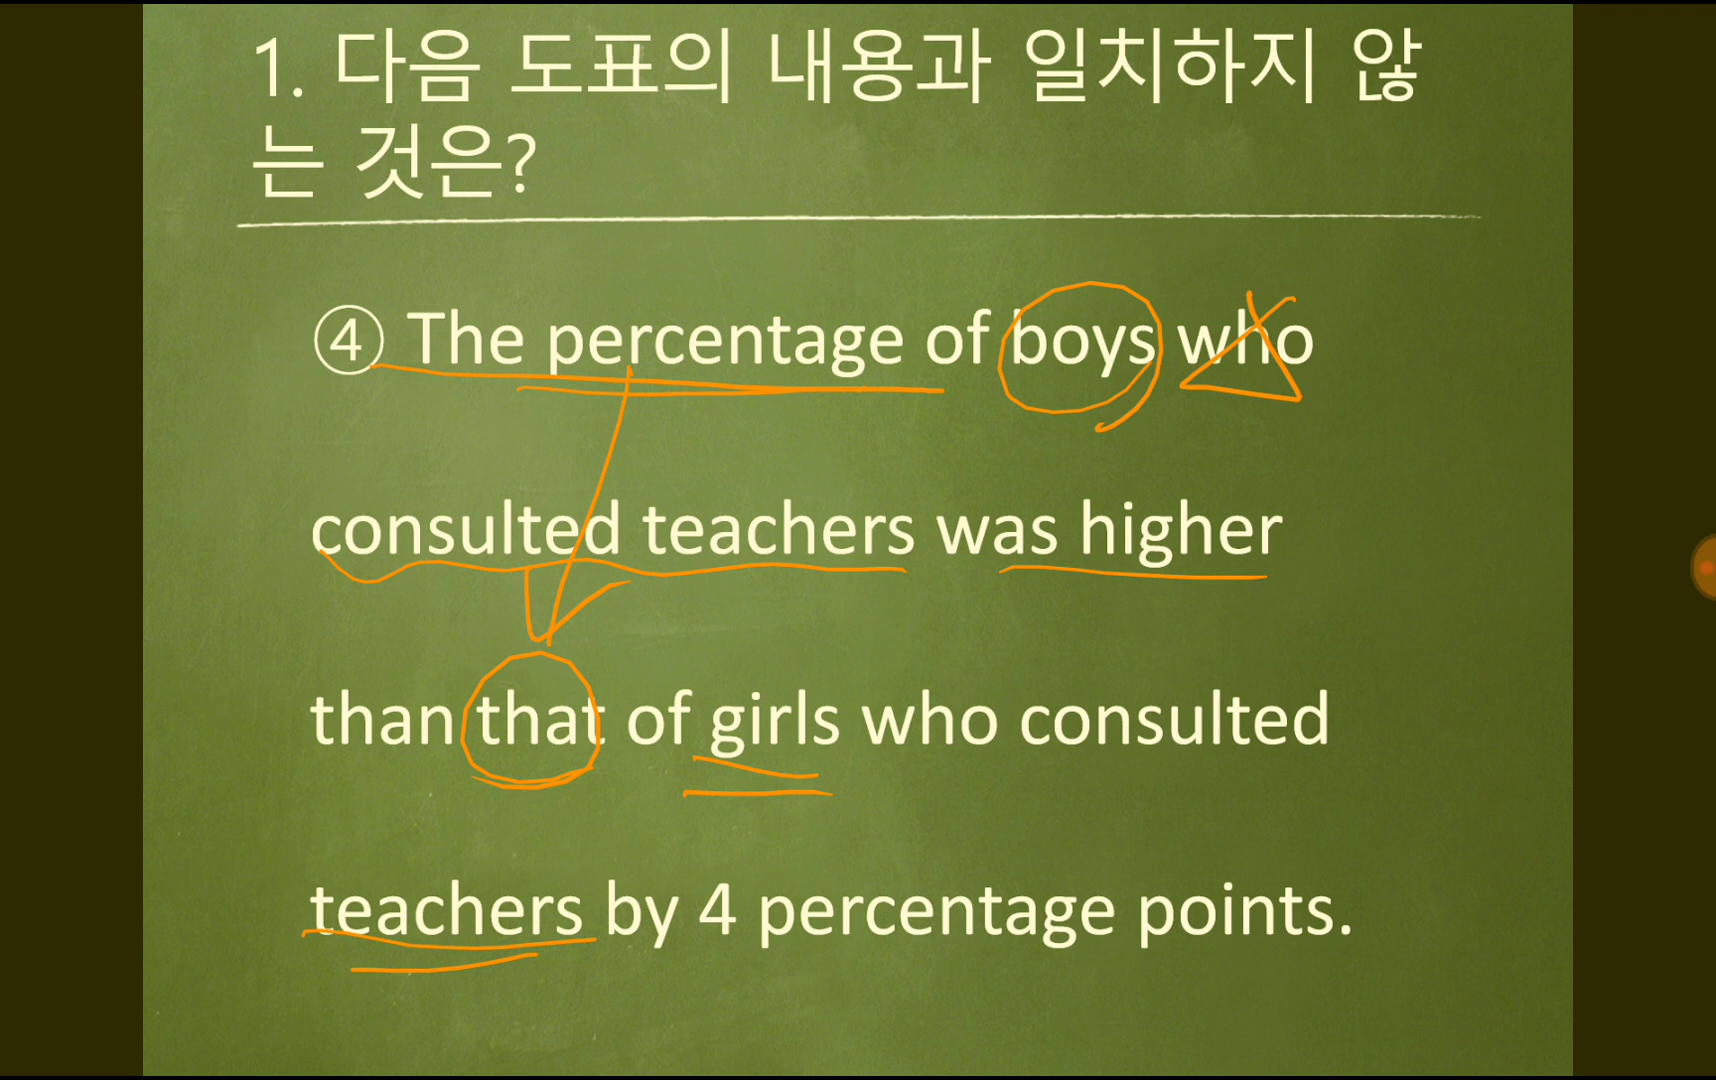 1. 다음 도표의 내용과 일치하지 않
는 것은?
④ The percentage of boys who
consulted teachers was higher
than that of girls who consulted
teachers by 4 percentage points.